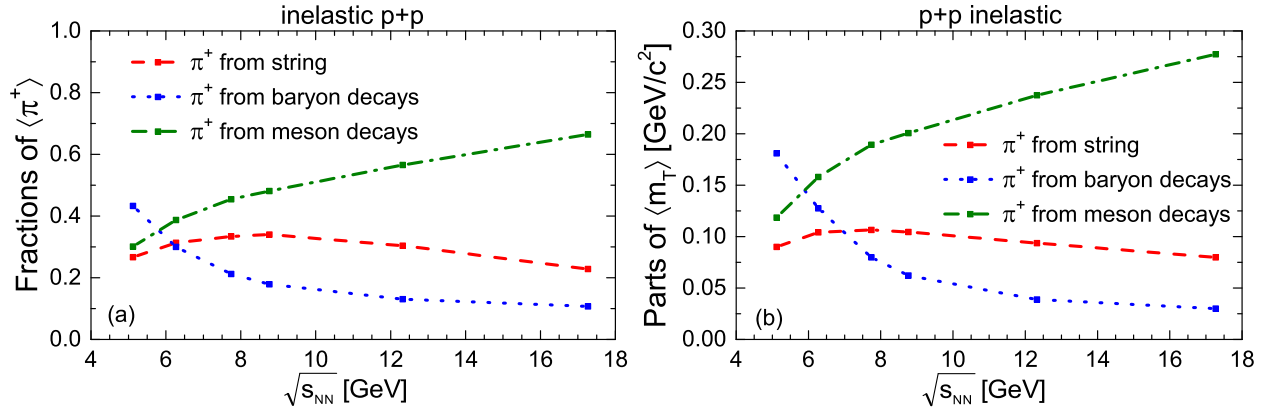 inelastic p+p
Fractions of ⟨π⁺⟩
1.0
0.8
0.6
0.4
0.2
0.0
π⁺ from string
π⁺ from baryon decays
π⁺ from meson decays
(a)
4 6 8 10 12 14 16 18
√s_NN [GeV]
p+p inelastic
Parts of ⟨m_T⟩ [GeV/c²]
0.30
0.25
0.20
0.15
0.10
0.05
0.00
π⁺ from string
π⁺ from baryon decays
π⁺ from meson decays
(b)
4 6 8 10 12 14 16 18
√s_NN [GeV]